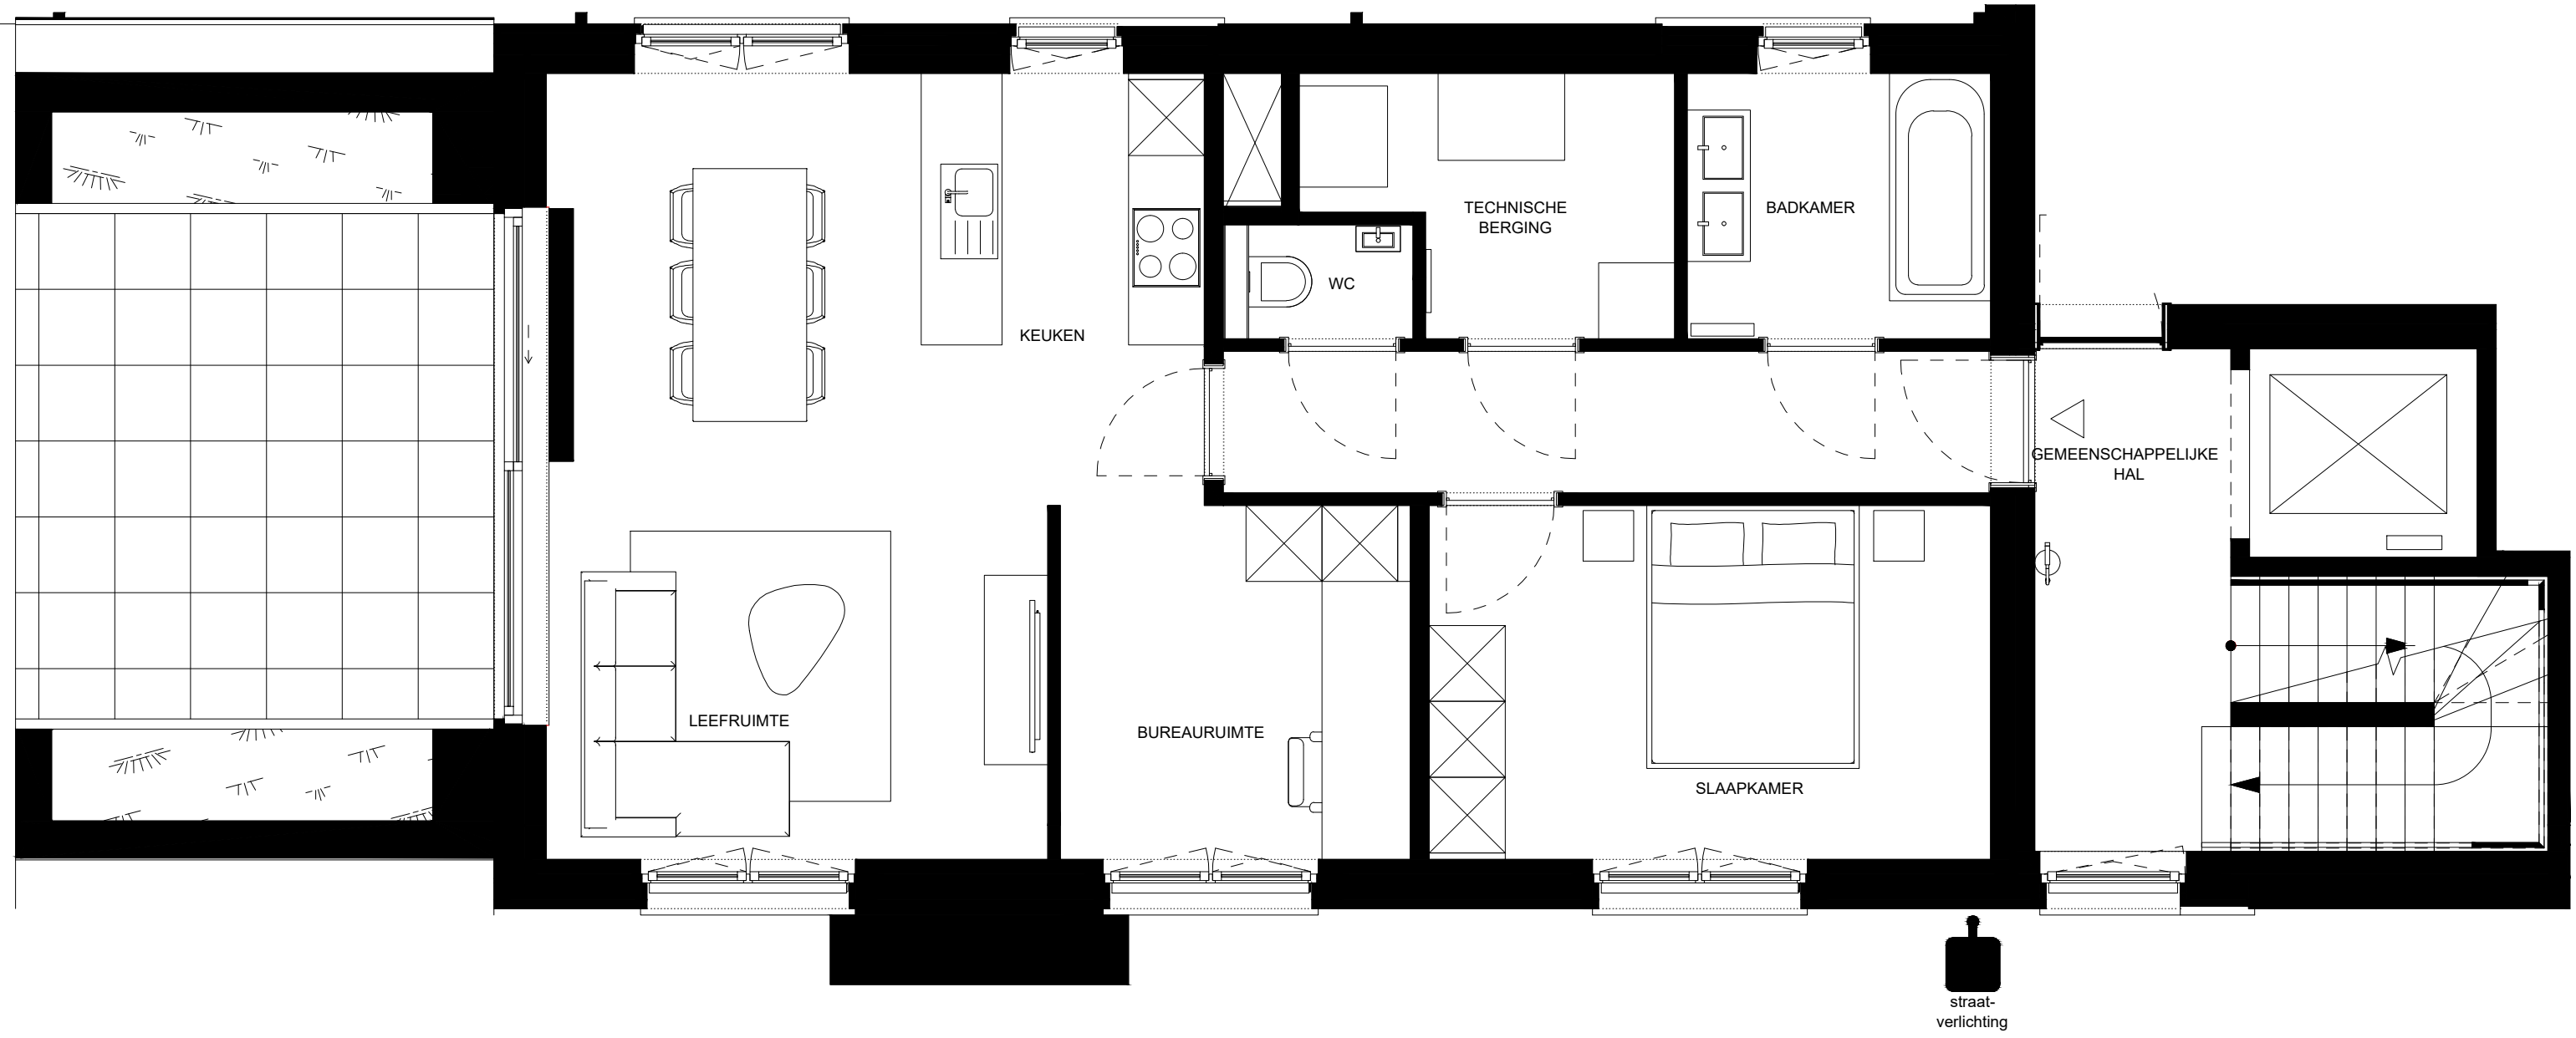 TECHNISCHE
BERGING
BADKAMER
WC
KEUKEN
GEMEENSCHAPPELIJKE
HAL
LEEFRUIMTE
BUREAURUIMTE
SLAAPKAMER
straat-
verlichting